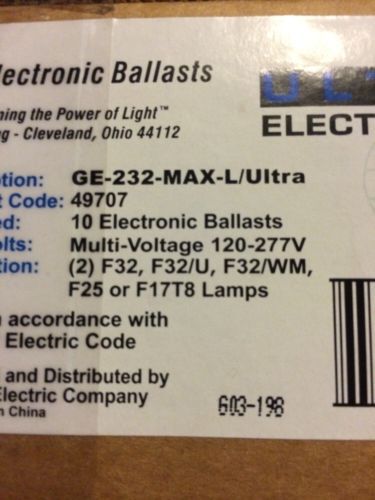 lectronic Ballasts
ning the Power of Light™
g - Cleveland, Ohio 44112
ELECT
tion: GE-232-MAX-L/Ultra
t Code: 49707
ed: 10 Electronic Ballasts
olts: Multi-Voltage 120-277V
tion: (2) F32, F32/U, F32/WM,
F25 or F17T8 Lamps
accordance with
Electric Code
and Distributed by
lectric Company
n China
603-198